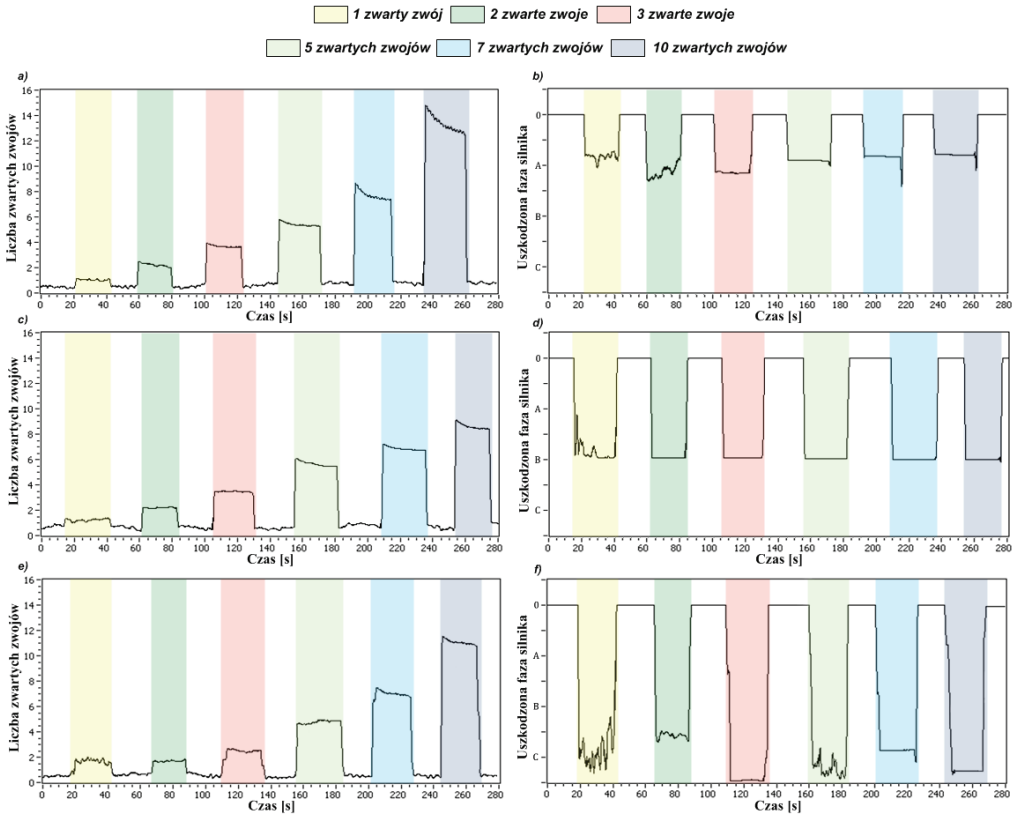 1 zwarty zwój 2 zwarte zwoje 3 zwarte zwoje
5 zwartych zwojów 7 zwartych zwojów 10 zwartych zwojów
a)
Liczba zwartych zwojów
16
14
12
10
8
6
4
2
0
0 20 40 60 80 100 120 140 160 180 200 220 240 260 280
Czas [s]
b)
Uszkodzona faza silnika
0
A
B
C
0 20 40 60 80 100 120 140 160 180 200 220 240 260 280
Czas [s]
c)
Liczba zwartych zwojów
16
14
12
10
8
6
4
2
0
0 20 40 60 80 100 120 140 160 180 200 220 240 260 280
Czas [s]
d)
Uszkodzona faza silnika
0
A
B
C
0 20 40 60 80 100 120 140 160 180 200 220 240 260 280
Czas [s]
e)
Liczba zwartych zwojów
16
14
12
10
8
6
4
2
0
0 20 40 60 80 100 120 140 160 180 200 220 240 260 280
Czas [s]
f)
Uszkodzona faza silnika
0
A
B
C
0 20 40 60 80 100 120 140 160 180 200 220 240 260 280
Czas [s]